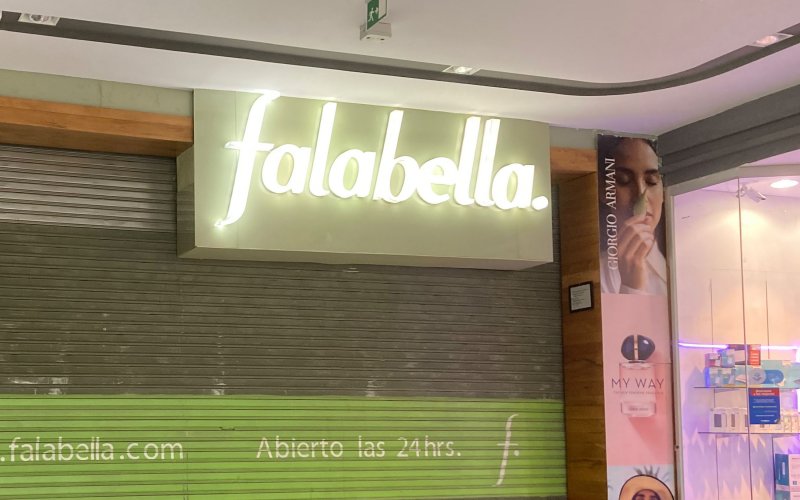 falabella.
GIORGIO ARMANI
MY WAY
.falabella.com
Abierto las 24hrs.
f.